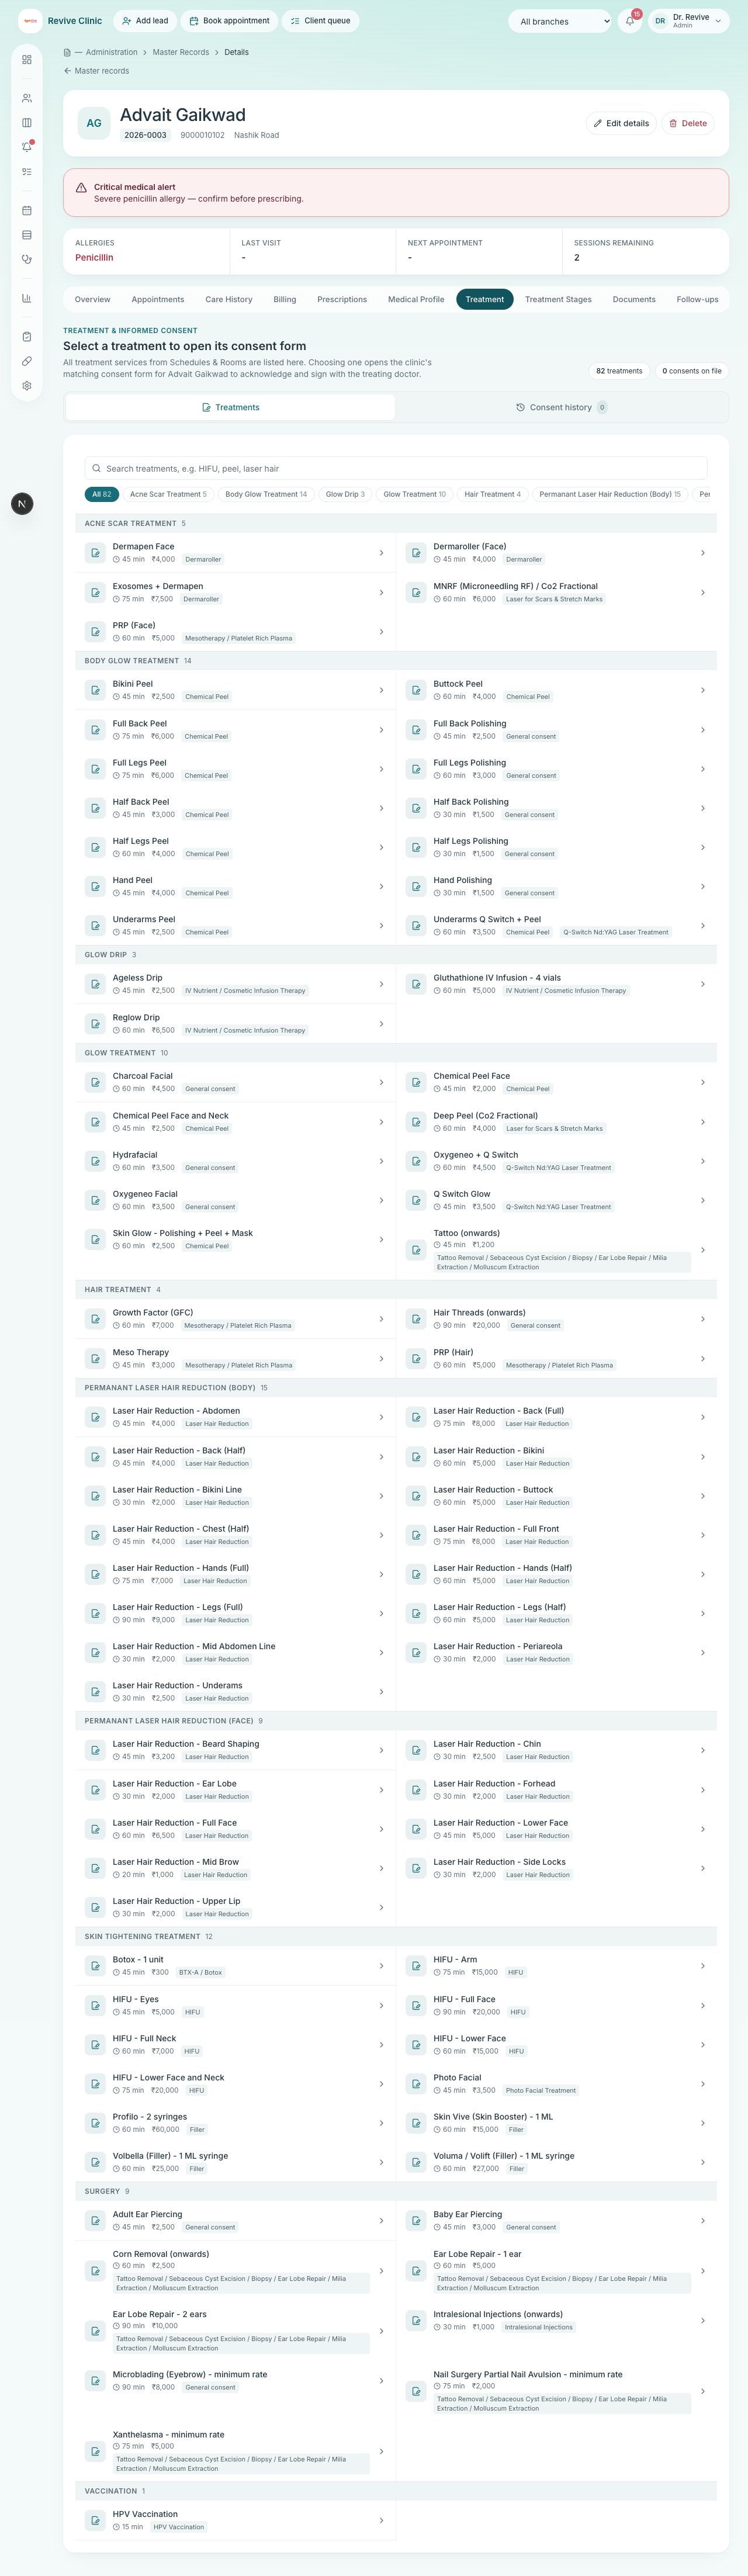 Revive Clinic
Add lead
Book appointment
Client queue
All branches
15
DR
Dr. Revive
Admin
— Administration > Master Records > Details
Master records
AG
Advait Gaikwad
2026-0003 9000010102 Nashik Road
Edit details
Delete
Critical medical alert
Severe penicillin allergy — confirm before prescribing.
ALLERGIES
Penicillin
LAST VISIT
-
NEXT APPOINTMENT
-
SESSIONS REMAINING
2
Overview Appointments Care History Billing Prescriptions Medical Profile Treatment Treatment Stages Documents Follow-ups
TREATMENT & INFORMED CONSENT
Select a treatment to open its consent form
All treatment services from Schedules & Rooms are listed here. Choosing one opens the clinic's
matching consent form for Advait Gaikwad to acknowledge and sign with the treating doctor.
82 treatments
0 consents on file
Treatments
Consent history 0
N
Search treatments, e.g. HIFU, peel, laser hair
All 82 Acne Scar Treatment 5 Body Glow Treatment 14 Glow Drip 3 Glow Treatment 10 Hair Treatment 4 Permanant Laser Hair Reduction (Body) 15
ACNE SCAR TREATMENT 5
Dermapen Face
45 min ₹4,000 Dermaroller
Dermaroller (Face)
45 min ₹4,000 Dermaroller
Exosomes + Dermapen
75 min ₹7,500 Dermaroller
MNRF (Microneedling RF) / Co2 Fractional
60 min ₹6,000 Laser for Scars & Stretch Marks
PRP (Face)
60 min ₹5,000 Mesotherapy / Platelet Rich Plasma
BODY GLOW TREATMENT 14
Bikini Peel
45 min ₹2,500 Chemical Peel
Buttock Peel
60 min ₹4,000 Chemical Peel
Full Back Peel
75 min ₹6,000 Chemical Peel
Full Back Polishing
45 min ₹2,500 General consent
Full Legs Peel
75 min ₹6,000 Chemical Peel
Full Legs Polishing
60 min ₹3,000 General consent
Half Back Peel
45 min ₹3,000 Chemical Peel
Half Back Polishing
30 min ₹1,500 General consent
Half Legs Peel
60 min ₹4,000 Chemical Peel
Half Legs Polishing
30 min ₹1,500 General consent
Hand Peel
45 min ₹4,000 Chemical Peel
Hand Polishing
30 min ₹1,500 General consent
Underarms Peel
45 min ₹2,500 Chemical Peel
Underarms Q Switch + Peel
60 min ₹3,500 Chemical Peel Q-Switch Nd:YAG Laser Treatment
GLOW DRIP 3
Ageless Drip
45 min ₹2,500 IV Nutrient / Cosmetic Infusion Therapy
Gluthathione IV Infusion - 4 vials
60 min ₹5,000 IV Nutrient / Cosmetic Infusion Therapy
Reglow Drip
60 min ₹6,500 IV Nutrient / Cosmetic Infusion Therapy
GLOW TREATMENT 10
Charcoal Facial
60 min ₹4,500 General consent
Chemical Peel Face
45 min ₹2,000 Chemical Peel
Chemical Peel Face and Neck
45 min ₹2,500 Chemical Peel
Deep Peel (Co2 Fractional)
60 min ₹4,000 Laser for Scars & Stretch Marks
Hydrafacial
60 min ₹3,500 General consent
Oxygeneo + Q Switch
60 min ₹4,500 Q-Switch Nd:YAG Laser Treatment
Oxygeneo Facial
60 min ₹3,500 General consent
Q Switch Glow
45 min ₹3,500 Q-Switch Nd:YAG Laser Treatment
Skin Glow - Polishing + Peel + Mask
60 min ₹2,500 Chemical Peel
Tattoo (onwards)
45 min ₹1,200
Tattoo Removal / Sebaceous Cyst Excision / Biopsy / Ear Lobe Repair / Milia
Extraction / Molluscum Extraction
HAIR TREATMENT 4
Growth Factor (GFC)
60 min ₹7,000 Mesotherapy / Platelet Rich Plasma
Hair Threads (onwards)
90 min ₹20,000 General consent
Meso Therapy
45 min ₹3,000 Mesotherapy / Platelet Rich Plasma
PRP (Hair)
60 min ₹5,000 Mesotherapy / Platelet Rich Plasma
PERMANANT LASER HAIR REDUCTION (BODY) 15
Laser Hair Reduction - Abdomen
45 min ₹4,000 Laser Hair Reduction
Laser Hair Reduction - Back (Full)
75 min ₹8,000 Laser Hair Reduction
Laser Hair Reduction - Back (Half)
45 min ₹4,000 Laser Hair Reduction
Laser Hair Reduction - Bikini
60 min ₹5,000 Laser Hair Reduction
Laser Hair Reduction - Bikini Line
30 min ₹2,000 Laser Hair Reduction
Laser Hair Reduction - Buttock
60 min ₹5,000 Laser Hair Reduction
Laser Hair Reduction - Chest (Half)
45 min ₹4,000 Laser Hair Reduction
Laser Hair Reduction - Full Front
75 min ₹8,000 Laser Hair Reduction
Laser Hair Reduction - Hands (Full)
75 min ₹7,000 Laser Hair Reduction
Laser Hair Reduction - Hands (Half)
60 min ₹5,000 Laser Hair Reduction
Laser Hair Reduction - Legs (Full)
90 min ₹9,000 Laser Hair Reduction
Laser Hair Reduction - Legs (Half)
60 min ₹5,000 Laser Hair Reduction
Laser Hair Reduction - Mid Abdomen Line
30 min ₹2,000 Laser Hair Reduction
Laser Hair Reduction - Periareola
30 min ₹2,000 Laser Hair Reduction
Laser Hair Reduction - Underams
30 min ₹2,500 Laser Hair Reduction
PERMANANT LASER HAIR REDUCTION (FACE) 9
Laser Hair Reduction - Beard Shaping
45 min ₹3,200 Laser Hair Reduction
Laser Hair Reduction - Chin
30 min ₹2,500 Laser Hair Reduction
Laser Hair Reduction - Ear Lobe
30 min ₹2,000 Laser Hair Reduction
Laser Hair Reduction - Forhead
30 min ₹2,000 Laser Hair Reduction
Laser Hair Reduction - Full Face
60 min ₹6,500 Laser Hair Reduction
Laser Hair Reduction - Lower Face
45 min ₹5,000 Laser Hair Reduction
Laser Hair Reduction - Mid Brow
20 min ₹1,000 Laser Hair Reduction
Laser Hair Reduction - Side Locks
30 min ₹2,000 Laser Hair Reduction
Laser Hair Reduction - Upper Lip
30 min ₹2,000 Laser Hair Reduction
SKIN TIGHTENING TREATMENT 12
Botox - 1 unit
45 min ₹300 BTX-A / Botox
HIFU - Arm
75 min ₹15,000 HIFU
HIFU - Eyes
45 min ₹5,000 HIFU
HIFU - Full Face
90 min ₹20,000 HIFU
HIFU - Full Neck
60 min ₹7,000 HIFU
HIFU - Lower Face
60 min ₹15,000 HIFU
HIFU - Lower Face and Neck
75 min ₹20,000 HIFU
Photo Facial
45 min ₹3,500 Photo Facial Treatment
Profilo - 2 syringes
60 min ₹60,000 Filler
Skin Vive (Skin Booster) - 1 ML
60 min ₹15,000 Filler
Volbella (Filler) - 1 ML syringe
60 min ₹25,000 Filler
Voluma / Volift (Filler) - 1 ML syringe
60 min ₹27,000 Filler
SURGERY 9
Adult Ear Piercing
45 min ₹2,500 General consent
Baby Ear Piercing
45 min ₹3,000 General consent
Corn Removal (onwards)
60 min ₹2,500
Tattoo Removal / Sebaceous Cyst Excision / Biopsy / Ear Lobe Repair / Milia
Extraction / Molluscum Extraction
Ear Lobe Repair - 1 ear
60 min ₹5,000
Tattoo Removal / Sebaceous Cyst Excision / Biopsy / Ear Lobe Repair / Milia
Extraction / Molluscum Extraction
Ear Lobe Repair - 2 ears
90 min ₹10,000
Tattoo Removal / Sebaceous Cyst Excision / Biopsy / Ear Lobe Repair / Milia
Extraction / Molluscum Extraction
Intralesional Injections (onwards)
30 min ₹1,000 Intralesional Injections
Microblading (Eyebrow) - minimum rate
90 min ₹8,000 General consent
Nail Surgery Partial Nail Avulsion - minimum rate
75 min ₹2,000
Tattoo Removal / Sebaceous Cyst Excision / Biopsy / Ear Lobe Repair / Milia
Extraction / Molluscum Extraction
Xanthelasma - minimum rate
75 min ₹5,000
Tattoo Removal / Sebaceous Cyst Excision / Biopsy / Ear Lobe Repair / Milia
Extraction / Molluscum Extraction
VACCINATION 1
HPV Vaccination
15 min HPV Vaccination